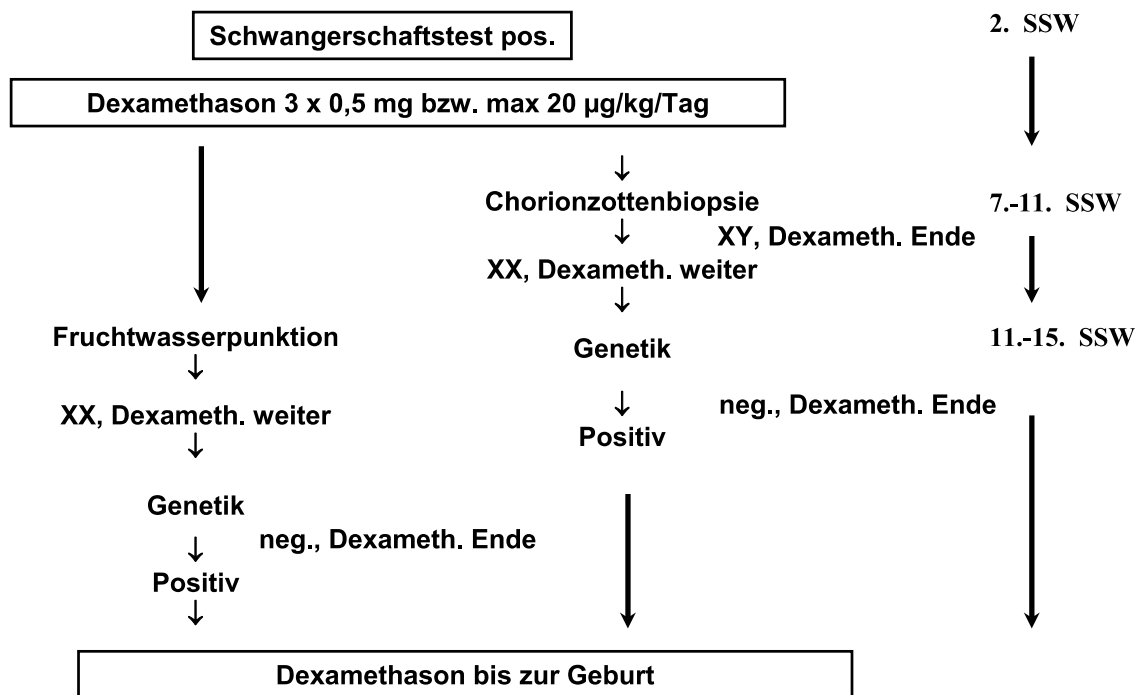 Schwangerschaftstest pos.
2. SSW
Dexamethason 3 x 0,5 mg bzw. max 20 µg/kg/Tag
Chorionzottenbiopsie
7.-11. SSW
XY, Dexameth. Ende
XX, Dexameth. weiter
Fruchtwasserpunktion
Genetik
11.-15. SSW
XX, Dexameth. weiter
neg., Dexameth. Ende
Positiv
Genetik
neg., Dexameth. Ende
Positiv
Dexamethason bis zur Geburt